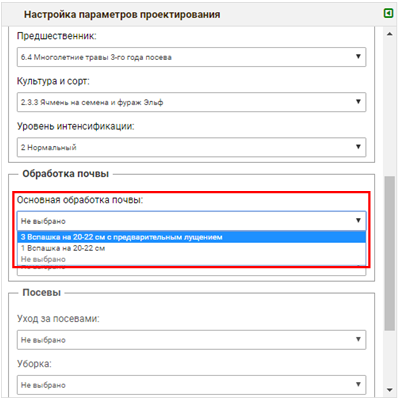 Настройка параметров проектирования
Предшественник:
6.4 Многолетние травы 3-го года посева
Культура и сорт:
2.3.3 Ячмень на семена и фураж Эльф
Уровень интенсификации:
2 Нормальный
Обработка почвы
Основная обработка почвы:
Не выбрано
3 Вспашка на 20-22 см с предварительным лущением
1 Вспашка на 20-22 см
Не выбрано
Не выбрано
Посевы
Уход за посевами:
Не выбрано
Уборка:
Не выбрано